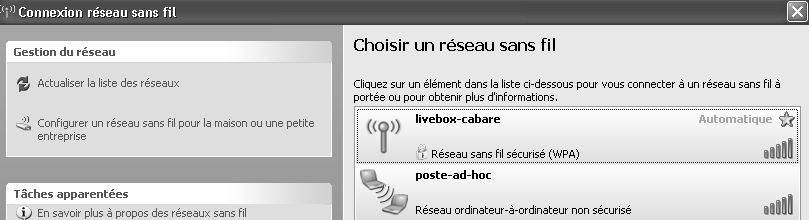 Connexion réseau sans fil
Gestion du réseau
Actualiser la liste des réseaux
Configurer un réseau sans fil pour la maison ou une petite
entreprise
Tâches apparentées
En savoir plus à propos des réseaux sans fil
Choisir un réseau sans fil
Cliquez sur un élément dans la liste ci-dessous pour vous connecter à un réseau sans fil à
portée ou pour obtenir plus d'informations.
livebox-cabare Automatique
Réseau sans fil sécurisé (WPA)
poste-ad-hoc
Réseau ordinateur-à-ordinateur non sécurisé